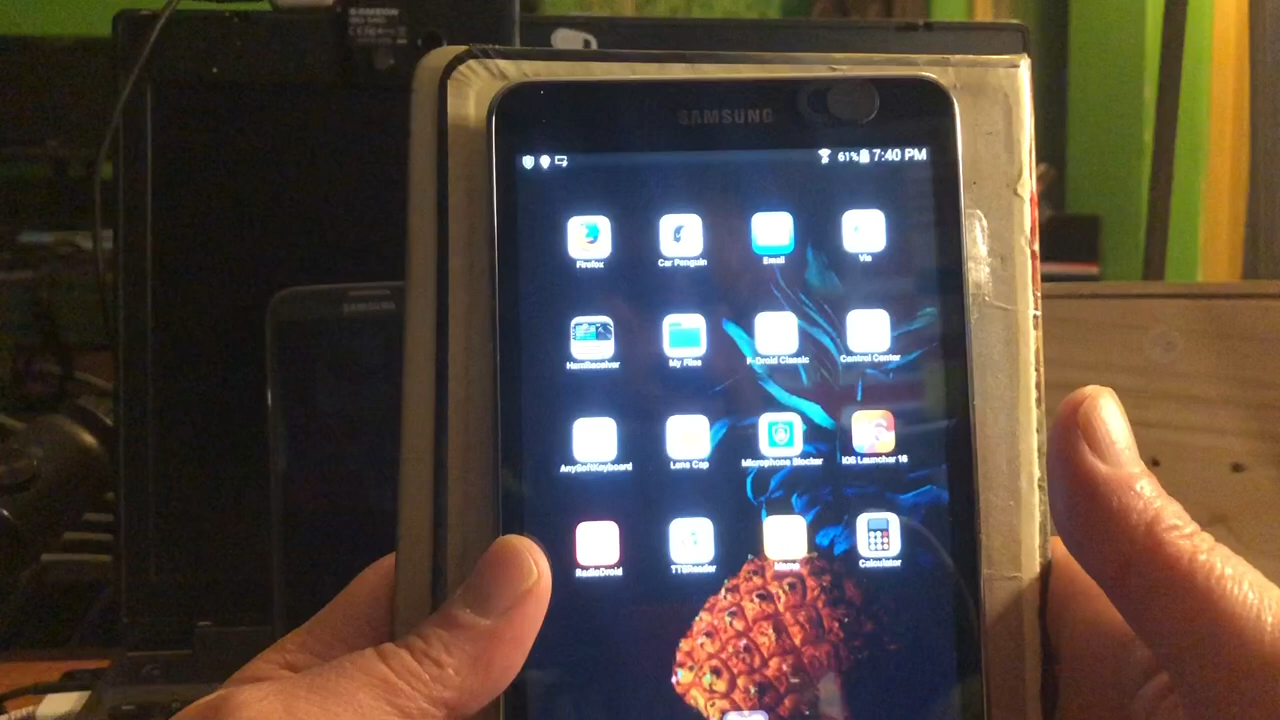 SAMSUNG
61% 7:40 PM
Firefox Car Penguin Email Via
HamReceiver My Files F-Droid Classic Control Center
AnySoftKeyboard Lens Cap Microphone Blocker iOS Launcher 16
RadioDroid TTSReader Memo Calculator
SAMSUNG